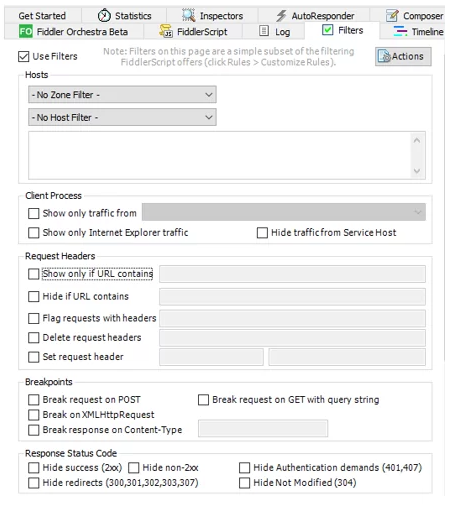 Get Started Statistics Inspectors AutoResponder Composer
FO Fiddler Orchestra Beta FiddlerScript Log Filters Timeline
Use Filters
Note: Filters on this page are a simple subset of the filtering
FiddlerScript offers (click Rules > Customize Rules).
Actions
Hosts
- No Zone Filter -
- No Host Filter -
Client Process
Show only traffic from
Show only Internet Explorer traffic Hide traffic from Service Host
Request Headers
Show only if URL contains
Hide if URL contains
Flag requests with headers
Delete request headers
Set request header
Breakpoints
Break request on POST Break request on GET with query string
Break on XMLHttpRequest
Break response on Content-Type
Response Status Code
Hide success (2xx) Hide non-2xx Hide Authentication demands (401,407)
Hide redirects (300,301,302,303,307) Hide Not Modified (304)